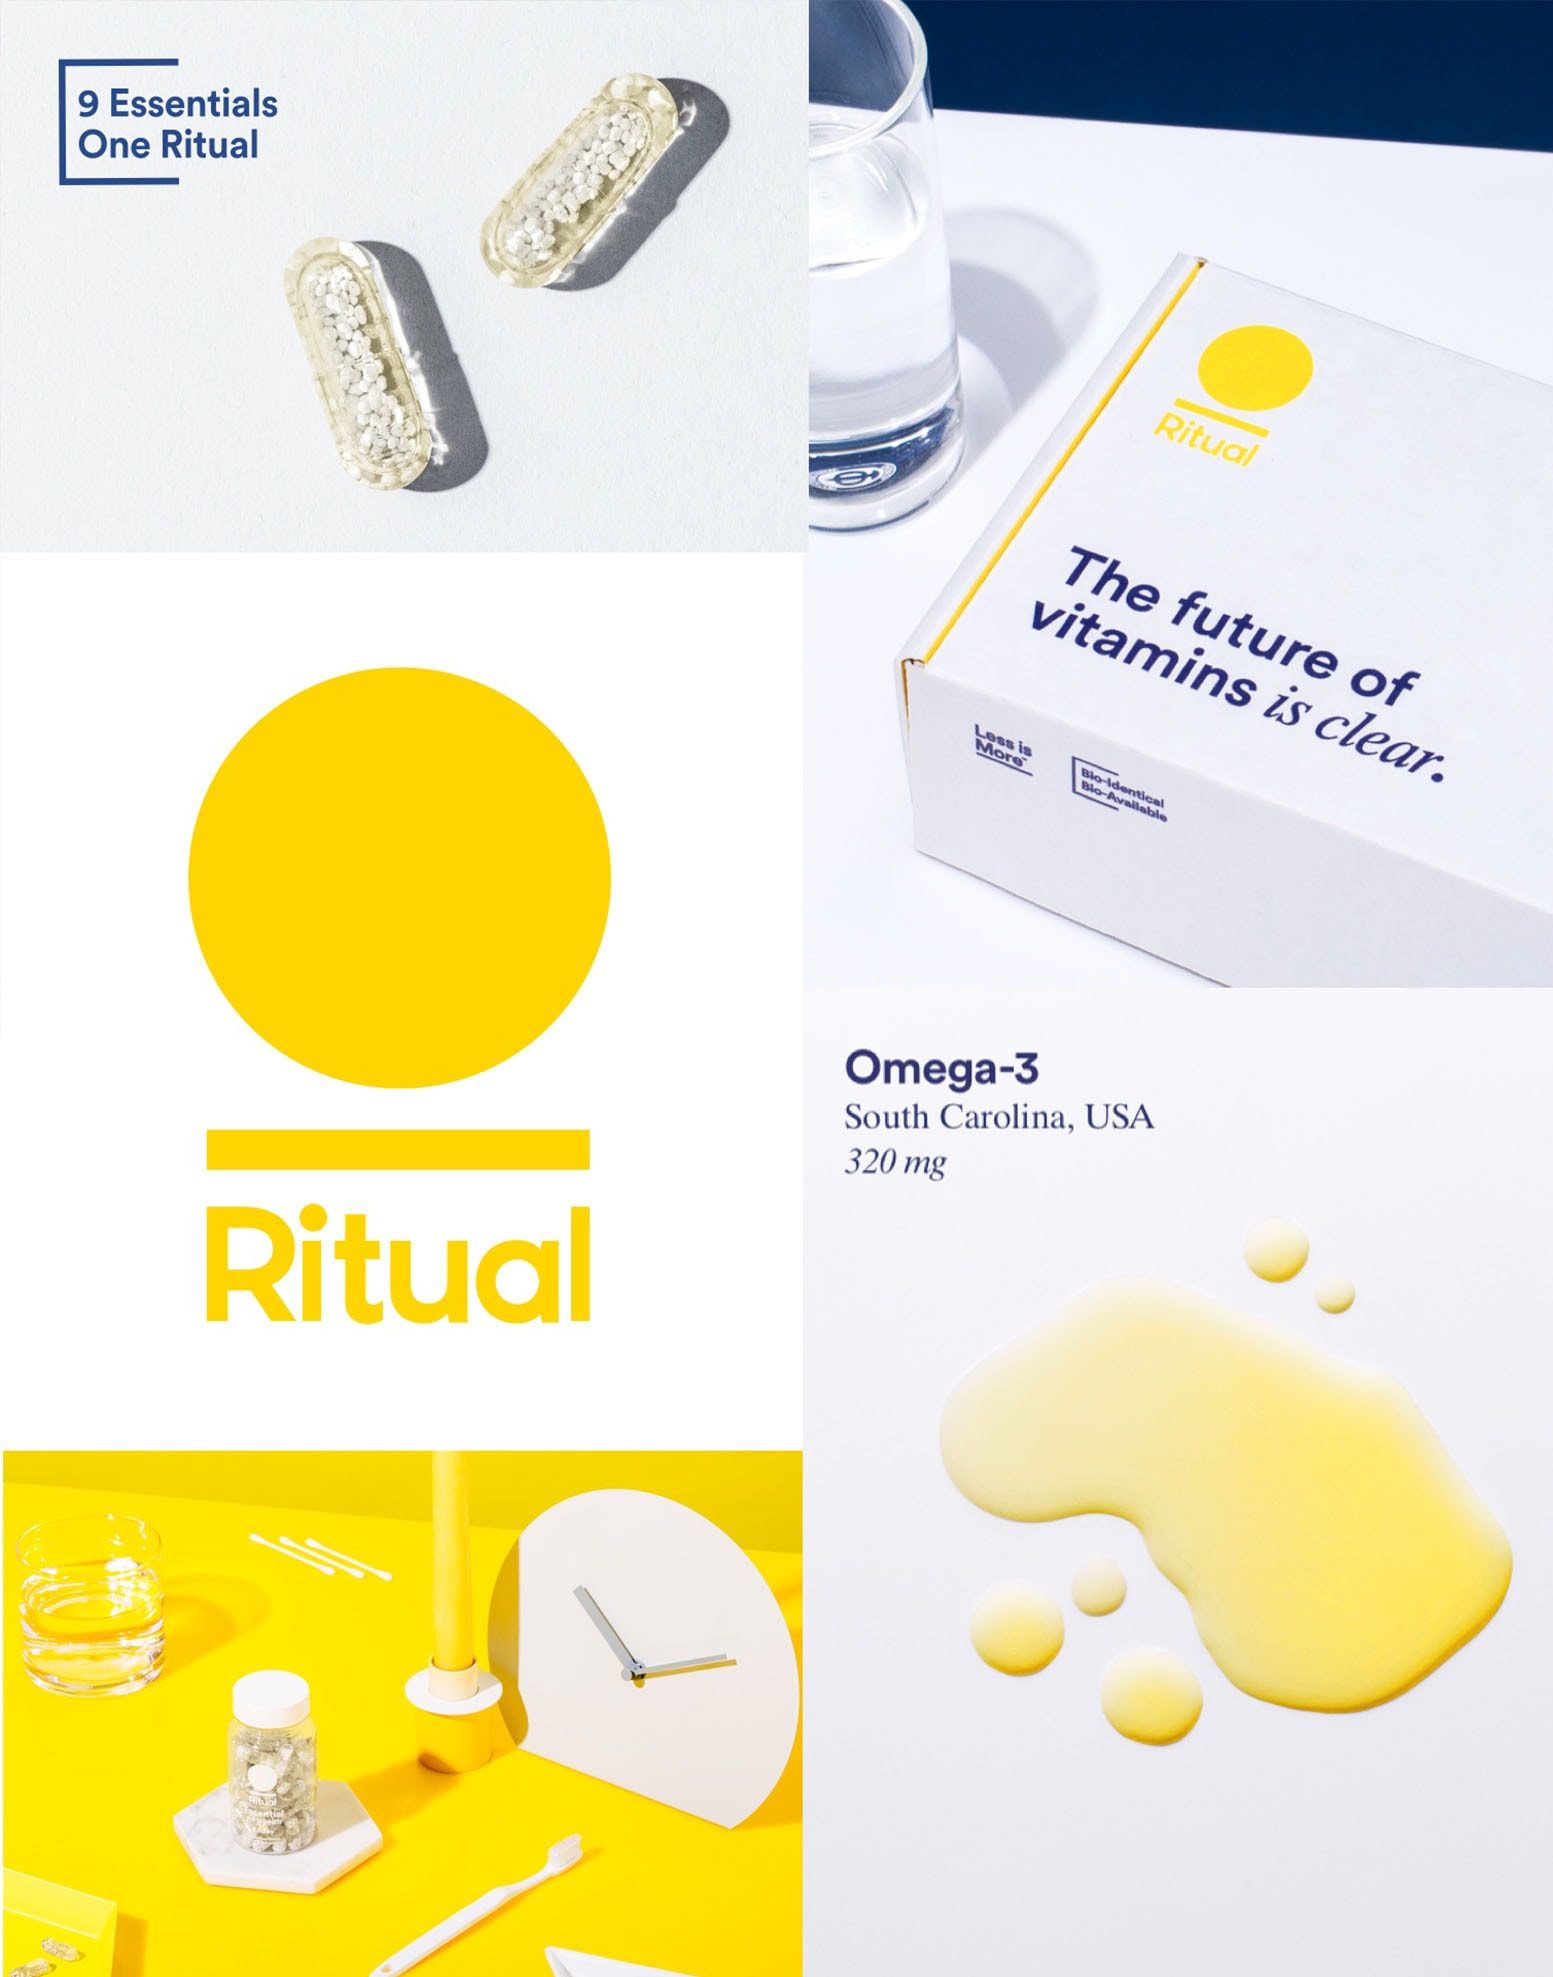 9 Essentials
One Ritual
Ritual
The future of
vitamins is clear.
Less is
More™
Bio-Identical
Bio-Available
Ritual
Omega-3
South Carolina, USA
320 mg
Ritual
Essential